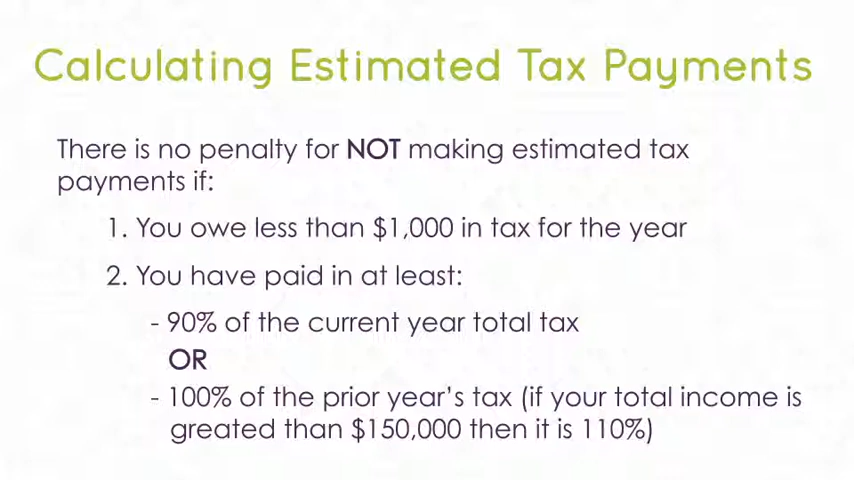 Calculating Estimated Tax Payments
There is no penalty for NOT making estimated tax
payments if:
1. You owe less than $1,000 in tax for the year
2. You have paid in at least:
- 90% of the current year total tax
OR
- 100% of the prior year's tax (if your total income is
greated than $150,000 then it is 110%)